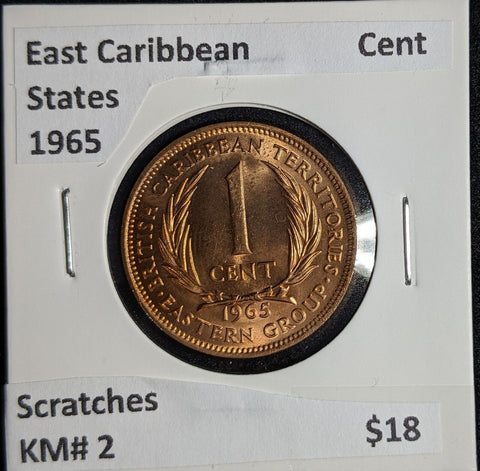 East Caribbean Cent
States
1965
BRITISH CARIBBEAN TERRITORIES
1
CENT
1965
· EASTERN GROUP ·
Scratches
KM# 2 $18